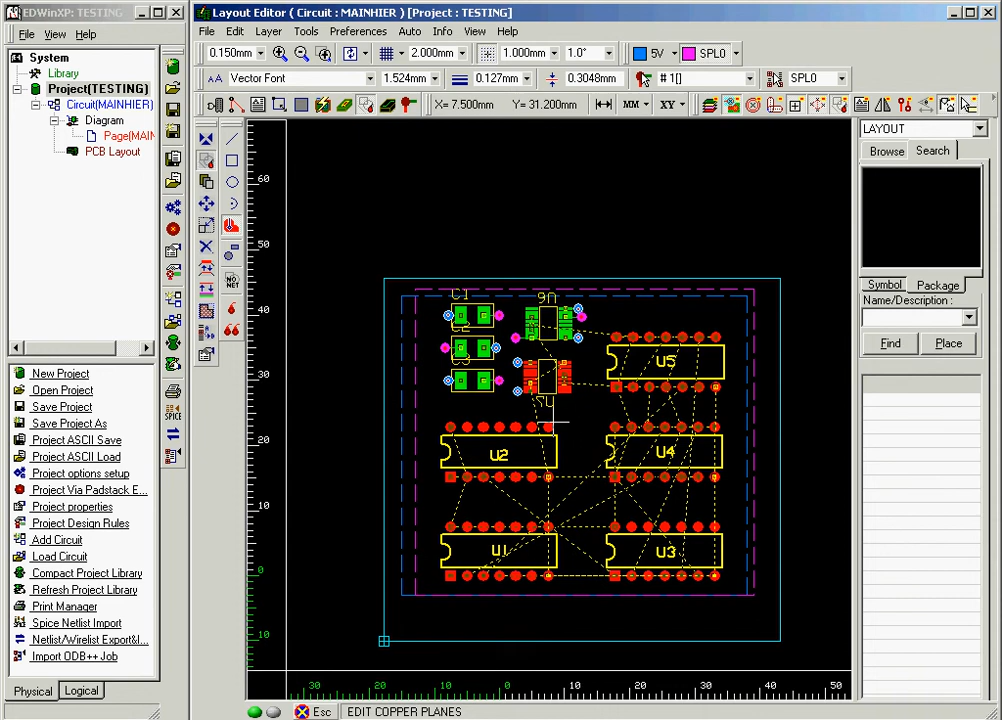 EDWinXP: TESTING
Layout Editor ( Circuit : MAINHIER ) [Project : TESTING]
File View Help
File Edit Layer Tools Preferences Auto Info View Help
System
Library
Project(TESTING)
Circuit(MAINHIER)
Diagram
Page(MAIN
PCB Layout
0.150mm 2.000mm 1.000mm 1.0° 5V SPL0
Vector Font 1.524mm 0.127mm 0.3048mm # 1[] SPL0
X= 7.500mm Y= 31.200mm MM XY
LAYOUT
Browse Search
Symbol Package
Name/Description:
Find Place
60
50
40
30
20
10
0
10
C1
C2
C3
U6
U7
U5
U2
U4
U1
U3
30 20 10 0 10 20 30 40 50
New Project
Open Project
Save Project
Save Project As
Project ASCII Save
Project ASCII Load
Project options setup
Project Via Padstack E...
Project properties
Project Design Rules
Add Circuit
Load Circuit
Compact Project Library
Refresh Project Library
Print Manager
Spice Netlist Import
Netlist/Wirelist Export&I...
Import ODB++ Job
NO NET
SPICE
Physical Logical
Esc EDIT COPPER PLANES